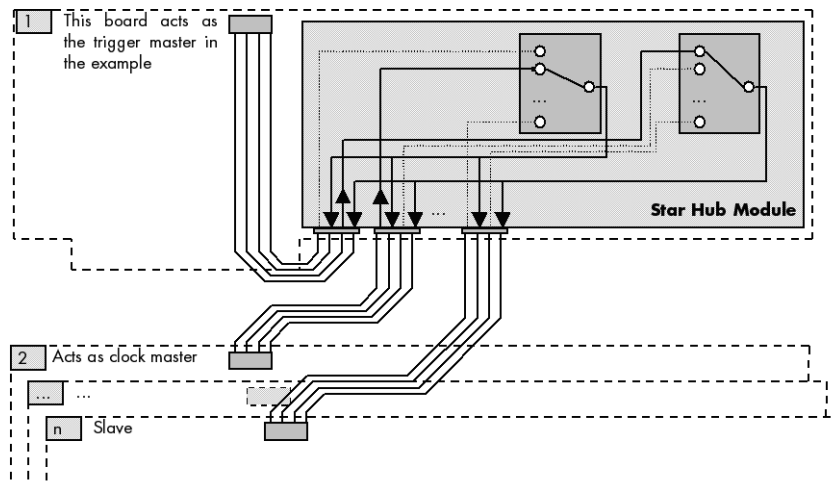 1 This board acts as
the trigger master in
the example
...
...
...
Star Hub Module
2 Acts as clock master
... ...
n Slave